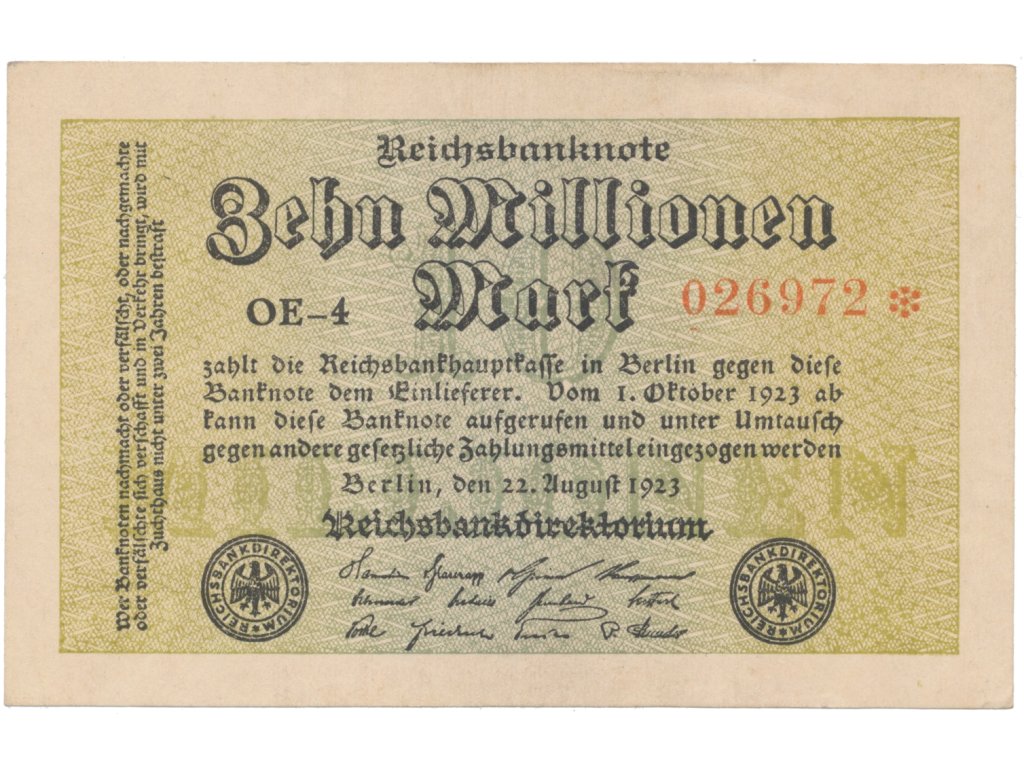 Reichsbanknote
Zehn Millionen
Mark
OE-4
026972 *
zahlt die Reichsbankhauptkasse in Berlin gegen diese
Banknote dem Einlieferer. Vom 1. Oktober 1923 ab
kann diese Banknote aufgerufen und unter Umtausch
gegen andere gesetzliche Zahlungsmittel eingezogen werden
Berlin, den 22. August 1923
Reichsbankdirektorium
REICHSBANKDIREKTORIUM
REICHSBANKDIREKTORIUM
Wer Banknoten nachmacht oder verfälscht, oder nachgemachte
oder verfälschte sich verschafft und in Verkehr bringt, wird mit
Zuchthaus nicht unter zwei Jahren bestraft